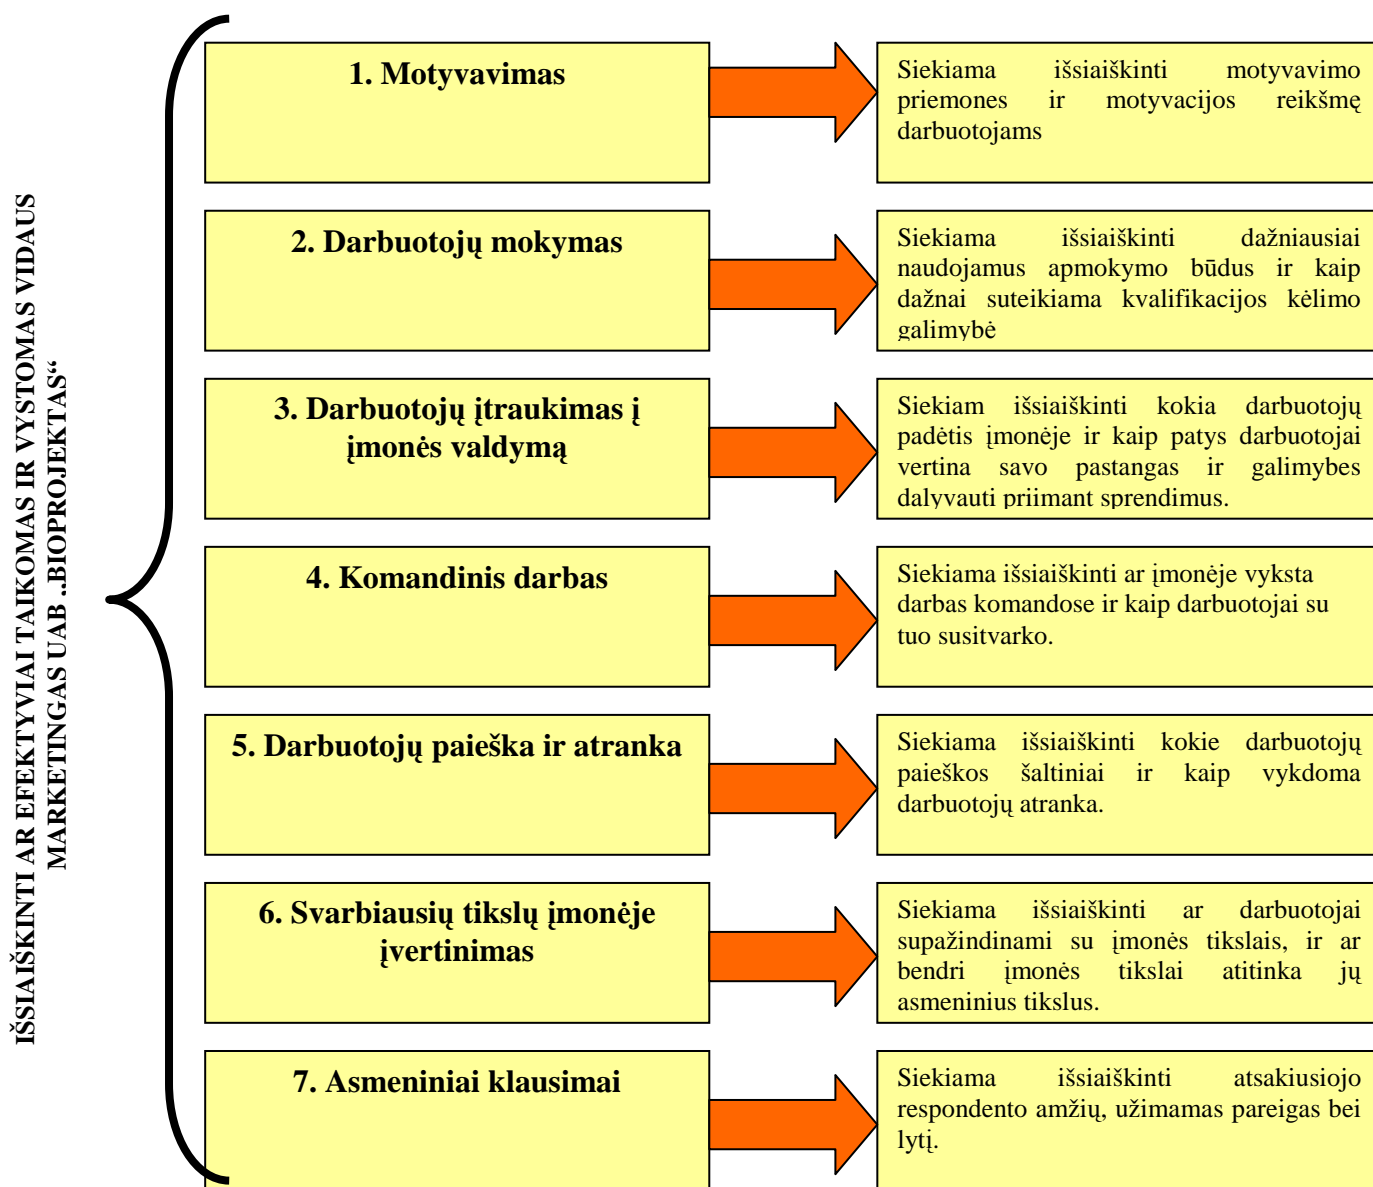 IŠSIAIŠKINTI AR EFEKTYVIAI TAIKOMAS IR VYSTOMAS VIDAUS
MARKETINGAS UAB „BIOPROJEKTAS“
1. Motyvavimas
Siekiama išsiaiškinti motyvavimo
priemones ir motyvacijos reikšmę
darbuotojams
2. Darbuotojų mokymas
Siekiama išsiaiškinti dažniausiai
naudojamus apmokymo būdus ir kaip
dažnai suteikiama kvalifikacijos kėlimo
galimybė
3. Darbuotojų įtraukimas į
įmonės valdymą
Siekiam išsiaiškinti kokia darbuotojų
padėtis įmonėje ir kaip patys darbuotojai
vertina savo pastangas ir galimybes
dalyvauti priimant sprendimus.
4. Komandinis darbas
Siekiama išsiaiškinti ar įmonėje vyksta
darbas komandose ir kaip darbuotojai su
tuo susitvarko.
5. Darbuotojų paieška ir atranka
Siekiama išsiaiškinti kokie darbuotojų
paieškos šaltiniai ir kaip vykdoma
darbuotojų atranka.
6. Svarbiausių tikslų įmonėje
įvertinimas
Siekiama išsiaiškinti ar darbuotojai
supažindinami su įmonės tikslais, ir ar
bendri įmonės tikslai atitinka jų
asmeninius tikslus.
7. Asmeniniai klausimai
Siekiama išsiaiškinti atsakiusiojo
respondento amžių, užimamas pareigas bei
lytį.